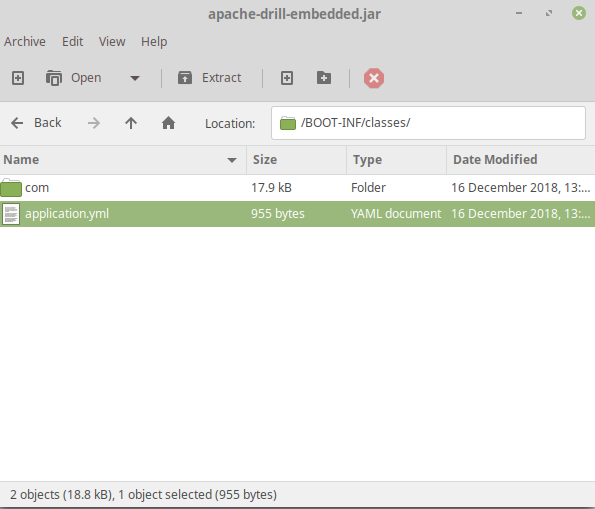 apache-drill-embedded.jar
Archive Edit View Help
Open Extract
Back Location: /BOOT-INF/classes/
Name Size Type Date Modified
com 17.9 kB Folder 16 December 2018, 13:...
application.yml 955 bytes YAML document 16 December 2018, 13:...
2 objects (18.8 kB), 1 object selected (955 bytes)